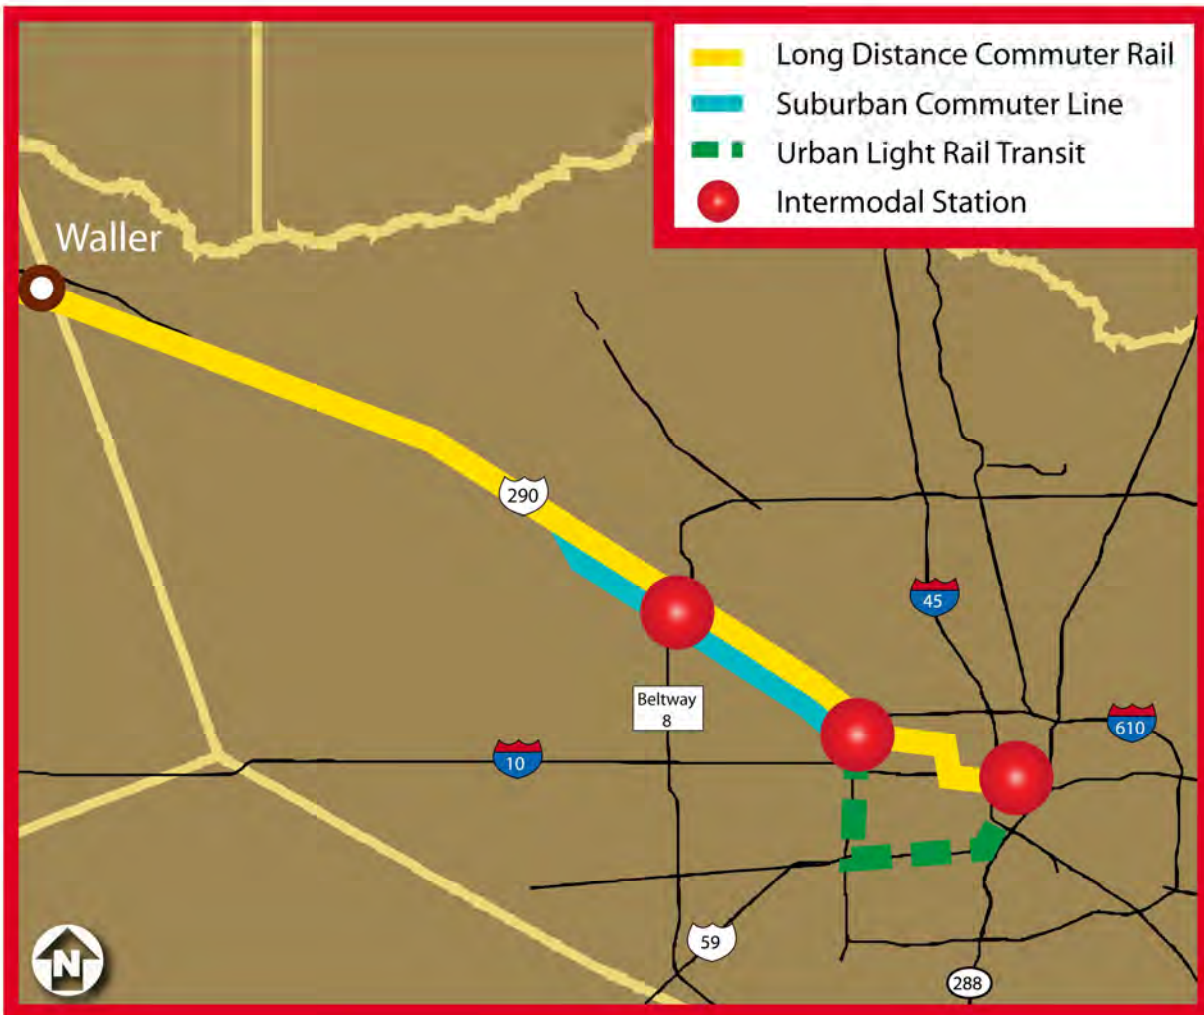 Long Distance Commuter Rail
Suburban Commuter Line
Urban Light Rail Transit
Intermodal Station
Waller
290
45
Beltway
8
610
10
59
288
N